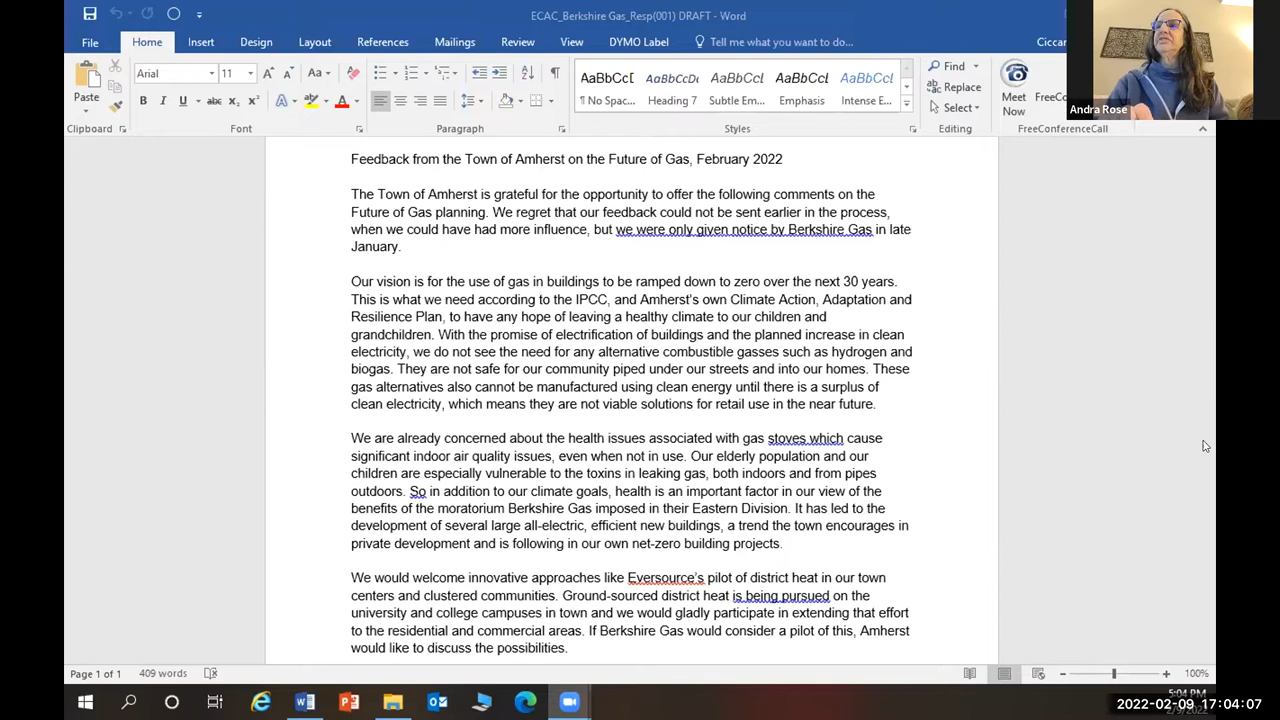 ECAC_Berkshire Gas_Resp(001) DRAFT - Word
File Home Insert Design Layout References Mailings Review View DYMO Label Tell me what you want to do... Ciccar
Andra Rose
Paste
Arial 11
Aa
B I U abc X₂ X² A A
AaBbCcD AaBbCcD AaBbCcD AaBbCcD AaBbCcD
¶ No Spac... Heading 7 Subtle Em... Emphasis Intense E...
Find
Replace
Select
Meet Now
FreeCo
Clipboard Font Paragraph Styles Editing FreeConferenceCall
Feedback from the Town of Amherst on the Future of Gas, February 2022
The Town of Amherst is grateful for the opportunity to offer the following comments on the
Future of Gas planning. We regret that our feedback could not be sent earlier in the process,
when we could have had more influence, but we were only given notice by Berkshire Gas in late
January.
Our vision is for the use of gas in buildings to be ramped down to zero over the next 30 years.
This is what we need according to the IPCC, and Amherst's own Climate Action, Adaptation and
Resilience Plan, to have any hope of leaving a healthy climate to our children and
grandchildren. With the promise of electrification of buildings and the planned increase in clean
electricity, we do not see the need for any alternative combustible gasses such as hydrogen and
biogas. They are not safe for our community piped under our streets and into our homes. These
gas alternatives also cannot be manufactured using clean energy until there is a surplus of
clean electricity, which means they are not viable solutions for retail use in the near future.
We are already concerned about the health issues associated with gas stoves which cause
significant indoor air quality issues, even when not in use. Our elderly population and our
children are especially vulnerable to the toxins in leaking gas, both indoors and from pipes
outdoors. So in addition to our climate goals, health is an important factor in our view of the
benefits of the moratorium Berkshire Gas imposed in their Eastern Division. It has led to the
development of several large all-electric, efficient new buildings, a trend the town encourages in
private development and is following in our own net-zero building projects.
We would welcome innovative approaches like Eversource's pilot of district heat in our town
centers and clustered communities. Ground-sourced district heat is being pursued on the
university and college campuses in town and we would gladly participate in extending that effort
to the residential and commercial areas. If Berkshire Gas would consider a pilot of this, Amherst
would like to discuss the possibilities.
Page 1 of 1 409 words 100%
2022-02-09 17:04:07